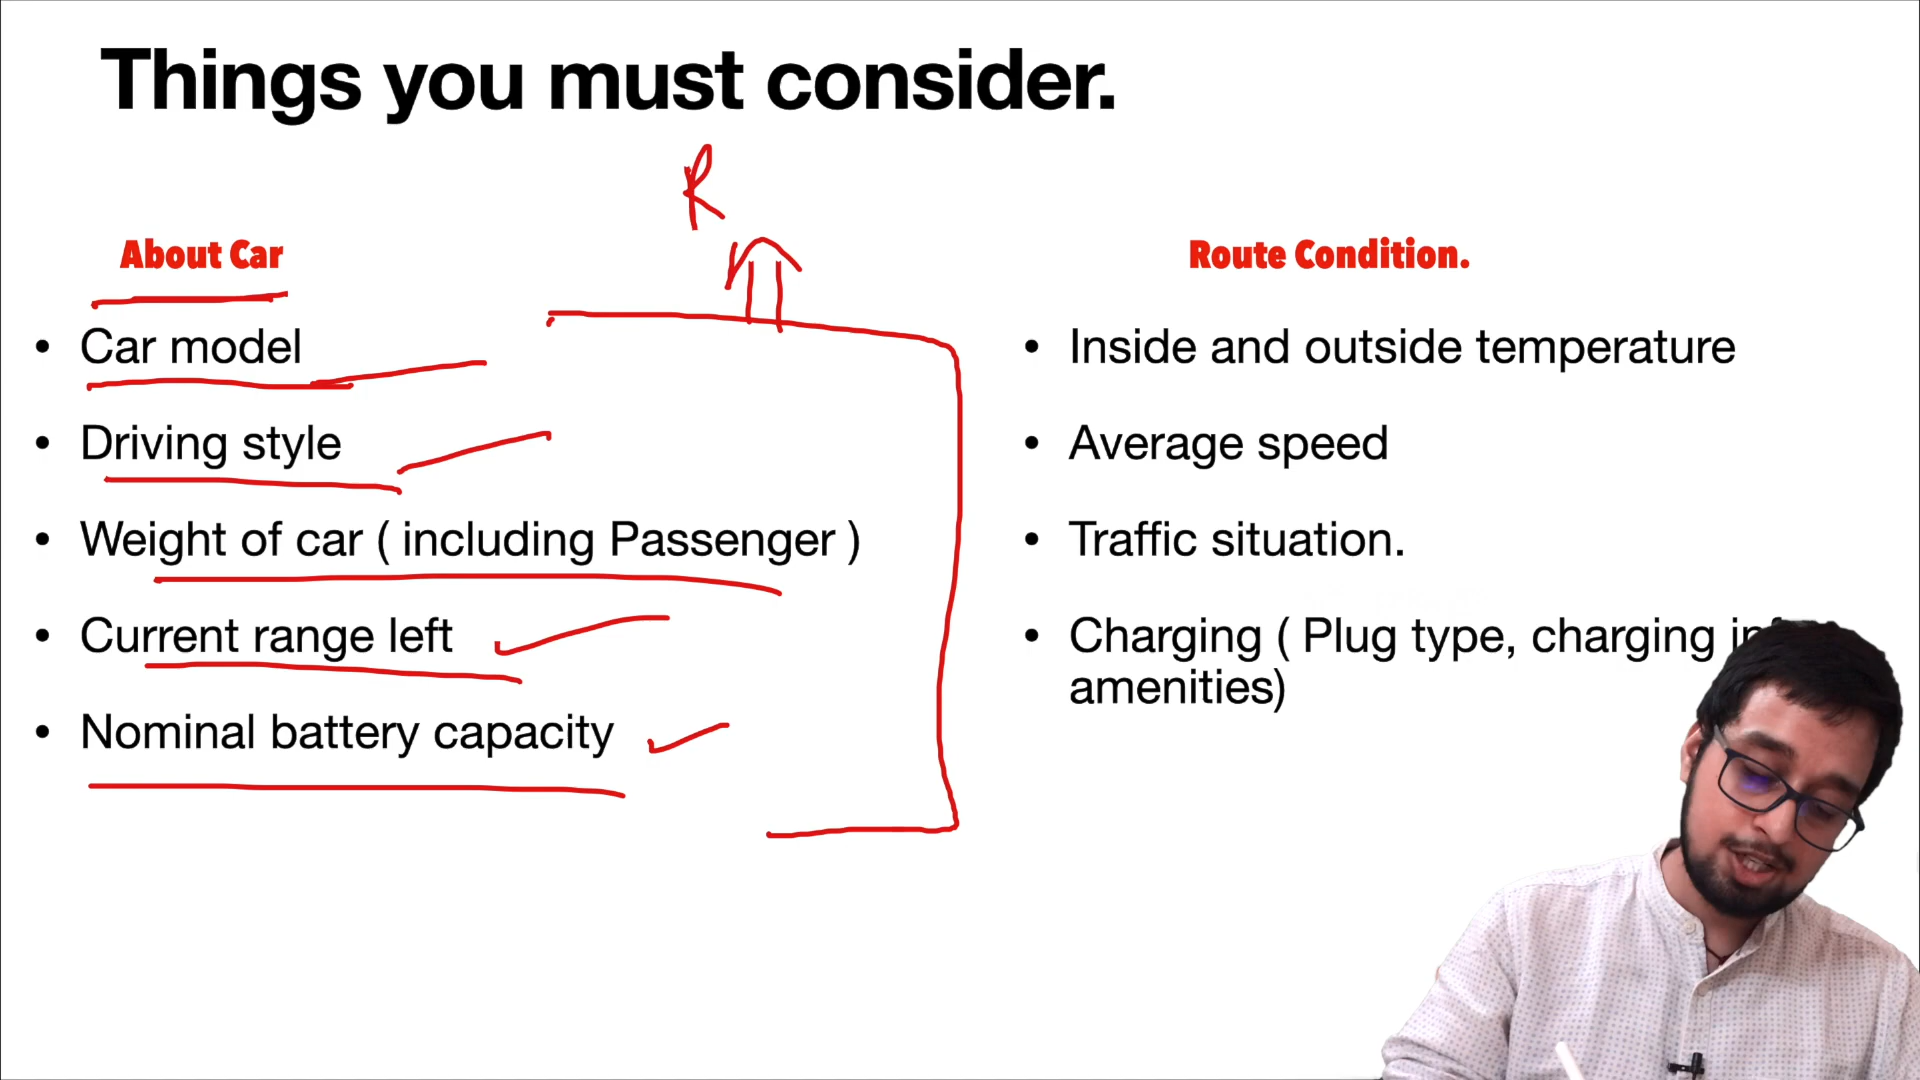 Things you must consider.
R
About Car
• Car model
• Driving style
• Weight of car ( including Passenger )
• Current range left
• Nominal battery capacity
Route Condition.
• Inside and outside temperature
• Average speed
• Traffic situation.
• Charging ( Plug type, charging
amenities)